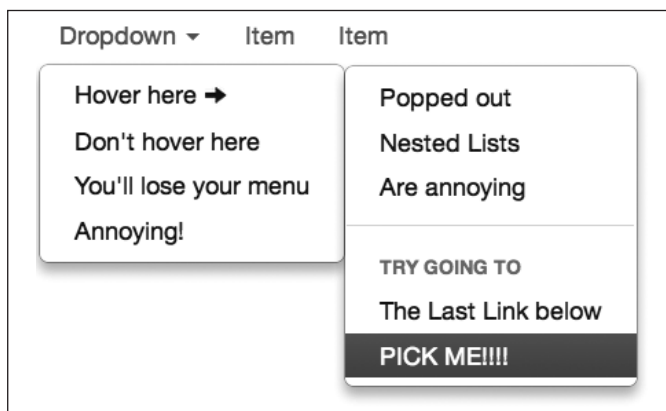 Dropdown Item Item
Hover here
Don't hover here
You'll lose your menu
Annoying!
Popped out
Nested Lists
Are annoying
TRY GOING TO
The Last Link below
PICK ME!!!!